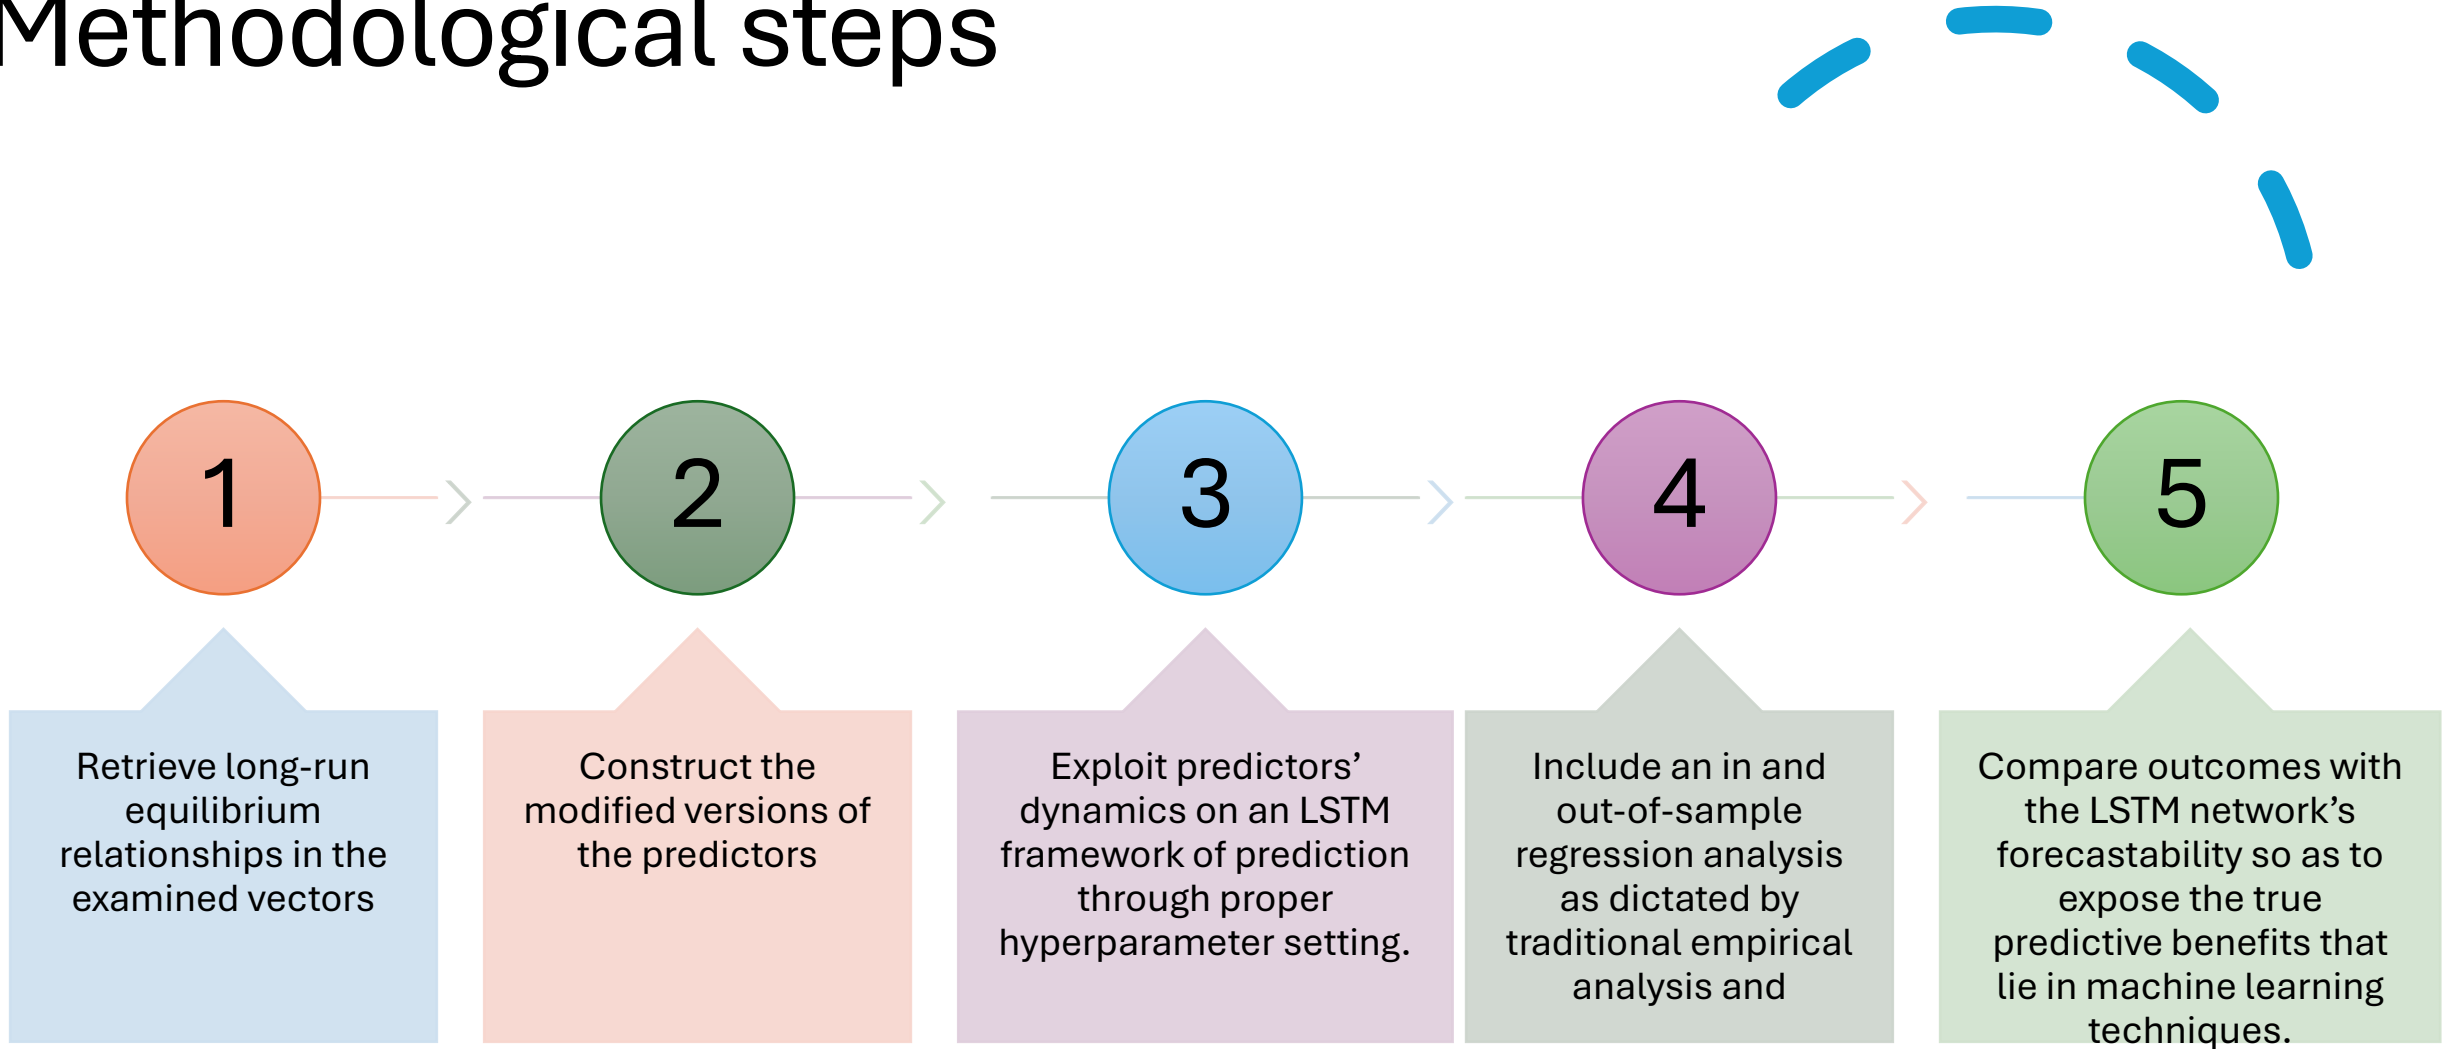 Methodological steps
1
2
3
4
5
Retrieve long-run
equilibrium
relationships in the
examined vectors
Construct the
modified versions of
the predictors
Exploit predictors’
dynamics on an LSTM
framework of prediction
through proper
hyperparameter setting.
Include an in and
out-of-sample
regression analysis
as dictated by
traditional empirical
analysis and
Compare outcomes with
the LSTM network’s
forecastability so as to
expose the true
predictive benefits that
lie in machine learning
techniques.